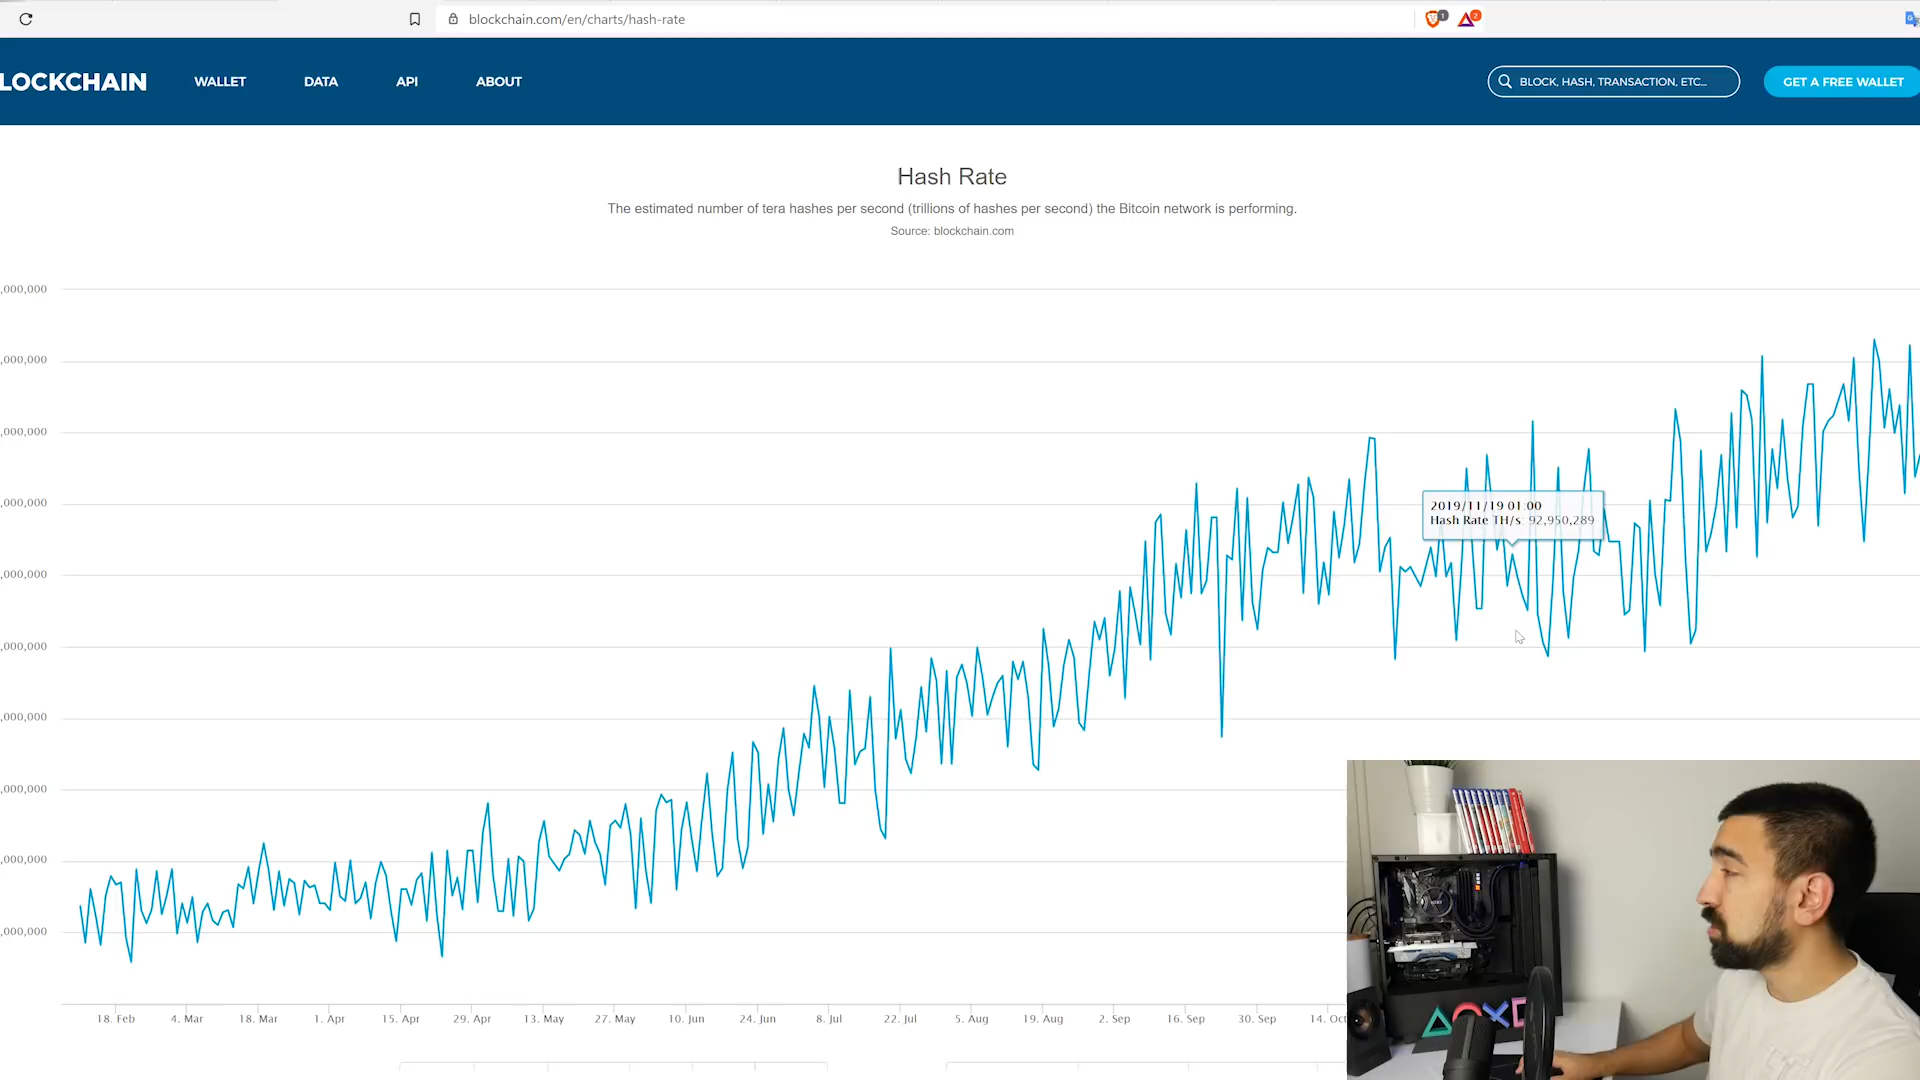 blockchain.com/en/charts/hash-rate
1
2
LOCKCHAIN
WALLET
DATA
API
ABOUT
BLOCK, HASH, TRANSACTION, ETC...
GET A FREE WALLET
Hash Rate
The estimated number of tera hashes per second (trillions of hashes per second) the Bitcoin network is performing.
Source: blockchain.com
,000,000
,000,000
,000,000
,000,000
,000,000
,000,000
,000,000
,000,000
,000,000
,000,000
2019/11/19 01:00
Hash Rate TH/s 92,950,289
18. Feb 4. Mar 18. Mar 1. Apr 15. Apr 29. Apr 13. May 27. May 10. Jun 24. Jun 8. Jul 22. Jul 5. Aug 19. Aug 2. Sep 16. Sep 30. Sep 14. Oct